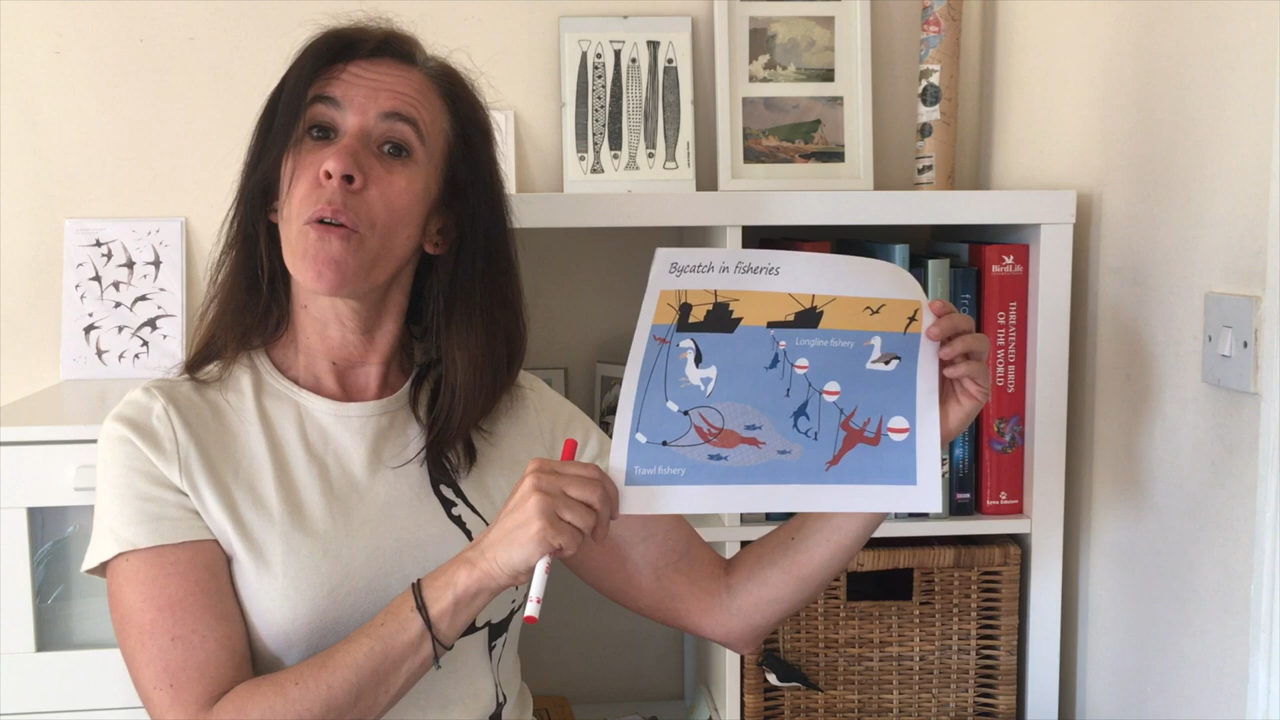 Bycatch in fisheries
Longline fishery
Trawl fishery
BirdLife
THREATENED BIRDS
OF THE WORLD
Lynx Edicions